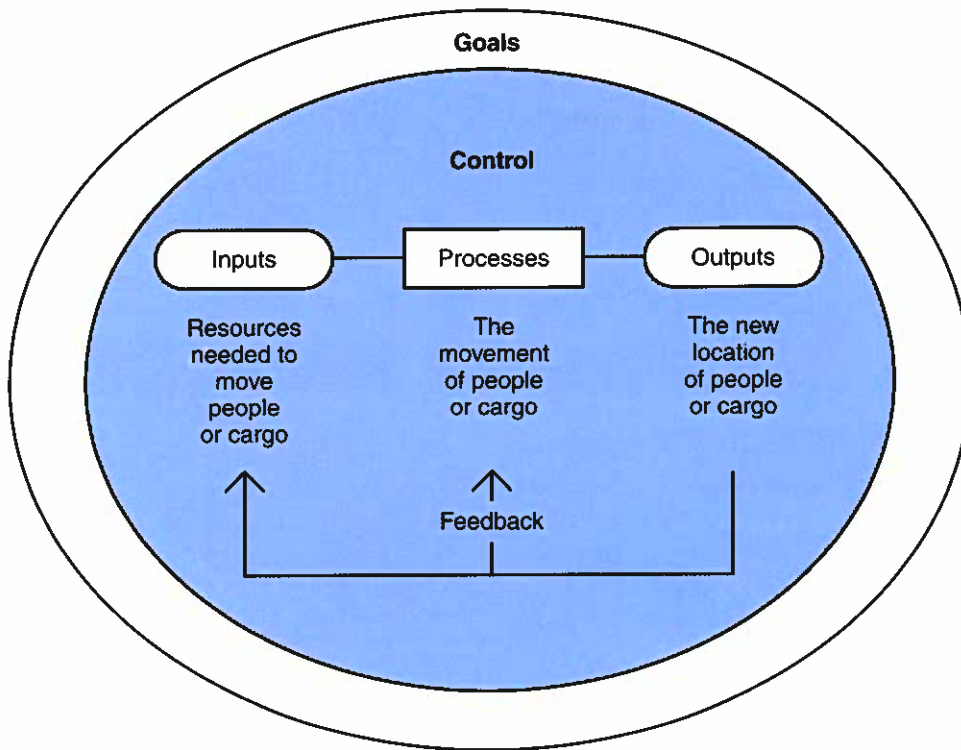 Goals
Control
Inputs
Processes
Outputs
Resources
needed to
move
people
or cargo
The
movement
of people
or cargo
The new
location
of people
or cargo
Feedback